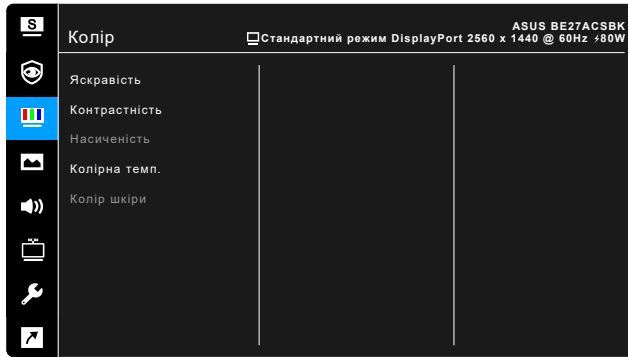 S
ASUS BE27ACSBK
Колір
Стандартний режим DisplayPort 2560 x 1440 @ 60Hz ⚡80W
Яскравість
Контрастність
Насиченість
Колірна темп.
Колір шкіри